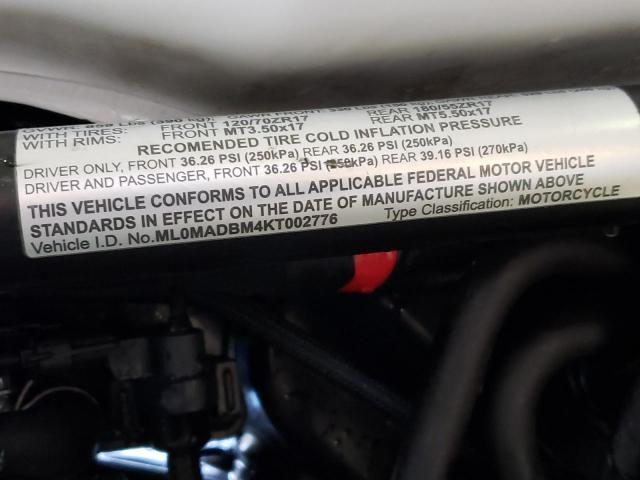 WITH TIRES: FRONT 120/70ZR17 REAR 180/55ZR17
WITH RIMS: FRONT MT3.50x17 REAR MT5.50x17
RECOMENDED TIRE COLD INFLATION PRESSURE
DRIVER ONLY, FRONT 36.26 PSI (250kPa) REAR 36.26 PSI (250kPa)
DRIVER AND PASSENGER, FRONT 36.26 PSI REAR 39.16 PSI (270kPa)
THIS VEHICLE CONFORMS TO ALL APPLICABLE FEDERAL MOTOR VEHICLE
STANDARDS IN EFFECT ON THE DATE OF MANUFACTURE SHOWN ABOVE
Vehicle I.D. No.ML0MADBM4KT002776 Type Classification: MOTORCYCLE